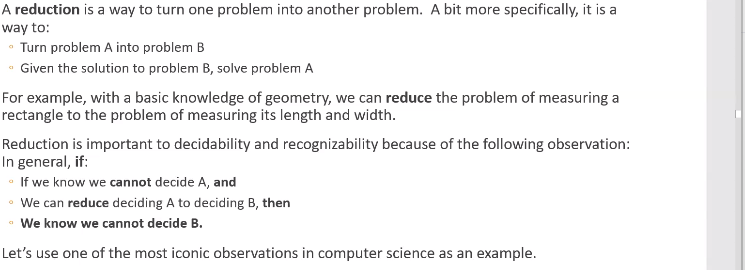 A reduction is a way to turn one problem into another problem.  A bit more specifically, it is a
way to:
◦ Turn problem A into problem B
◦ Given the solution to problem B, solve problem A
For example, with a basic knowledge of geometry, we can reduce the problem of measuring a
rectangle to the problem of measuring its length and width.
Reduction is important to decidability and recognizability because of the following observation:
In general, if:
◦ If we know we cannot decide A, and
◦ We can reduce deciding A to deciding B, then
◦ We know we cannot decide B.
Let's use one of the most iconic observations in computer science as an example.